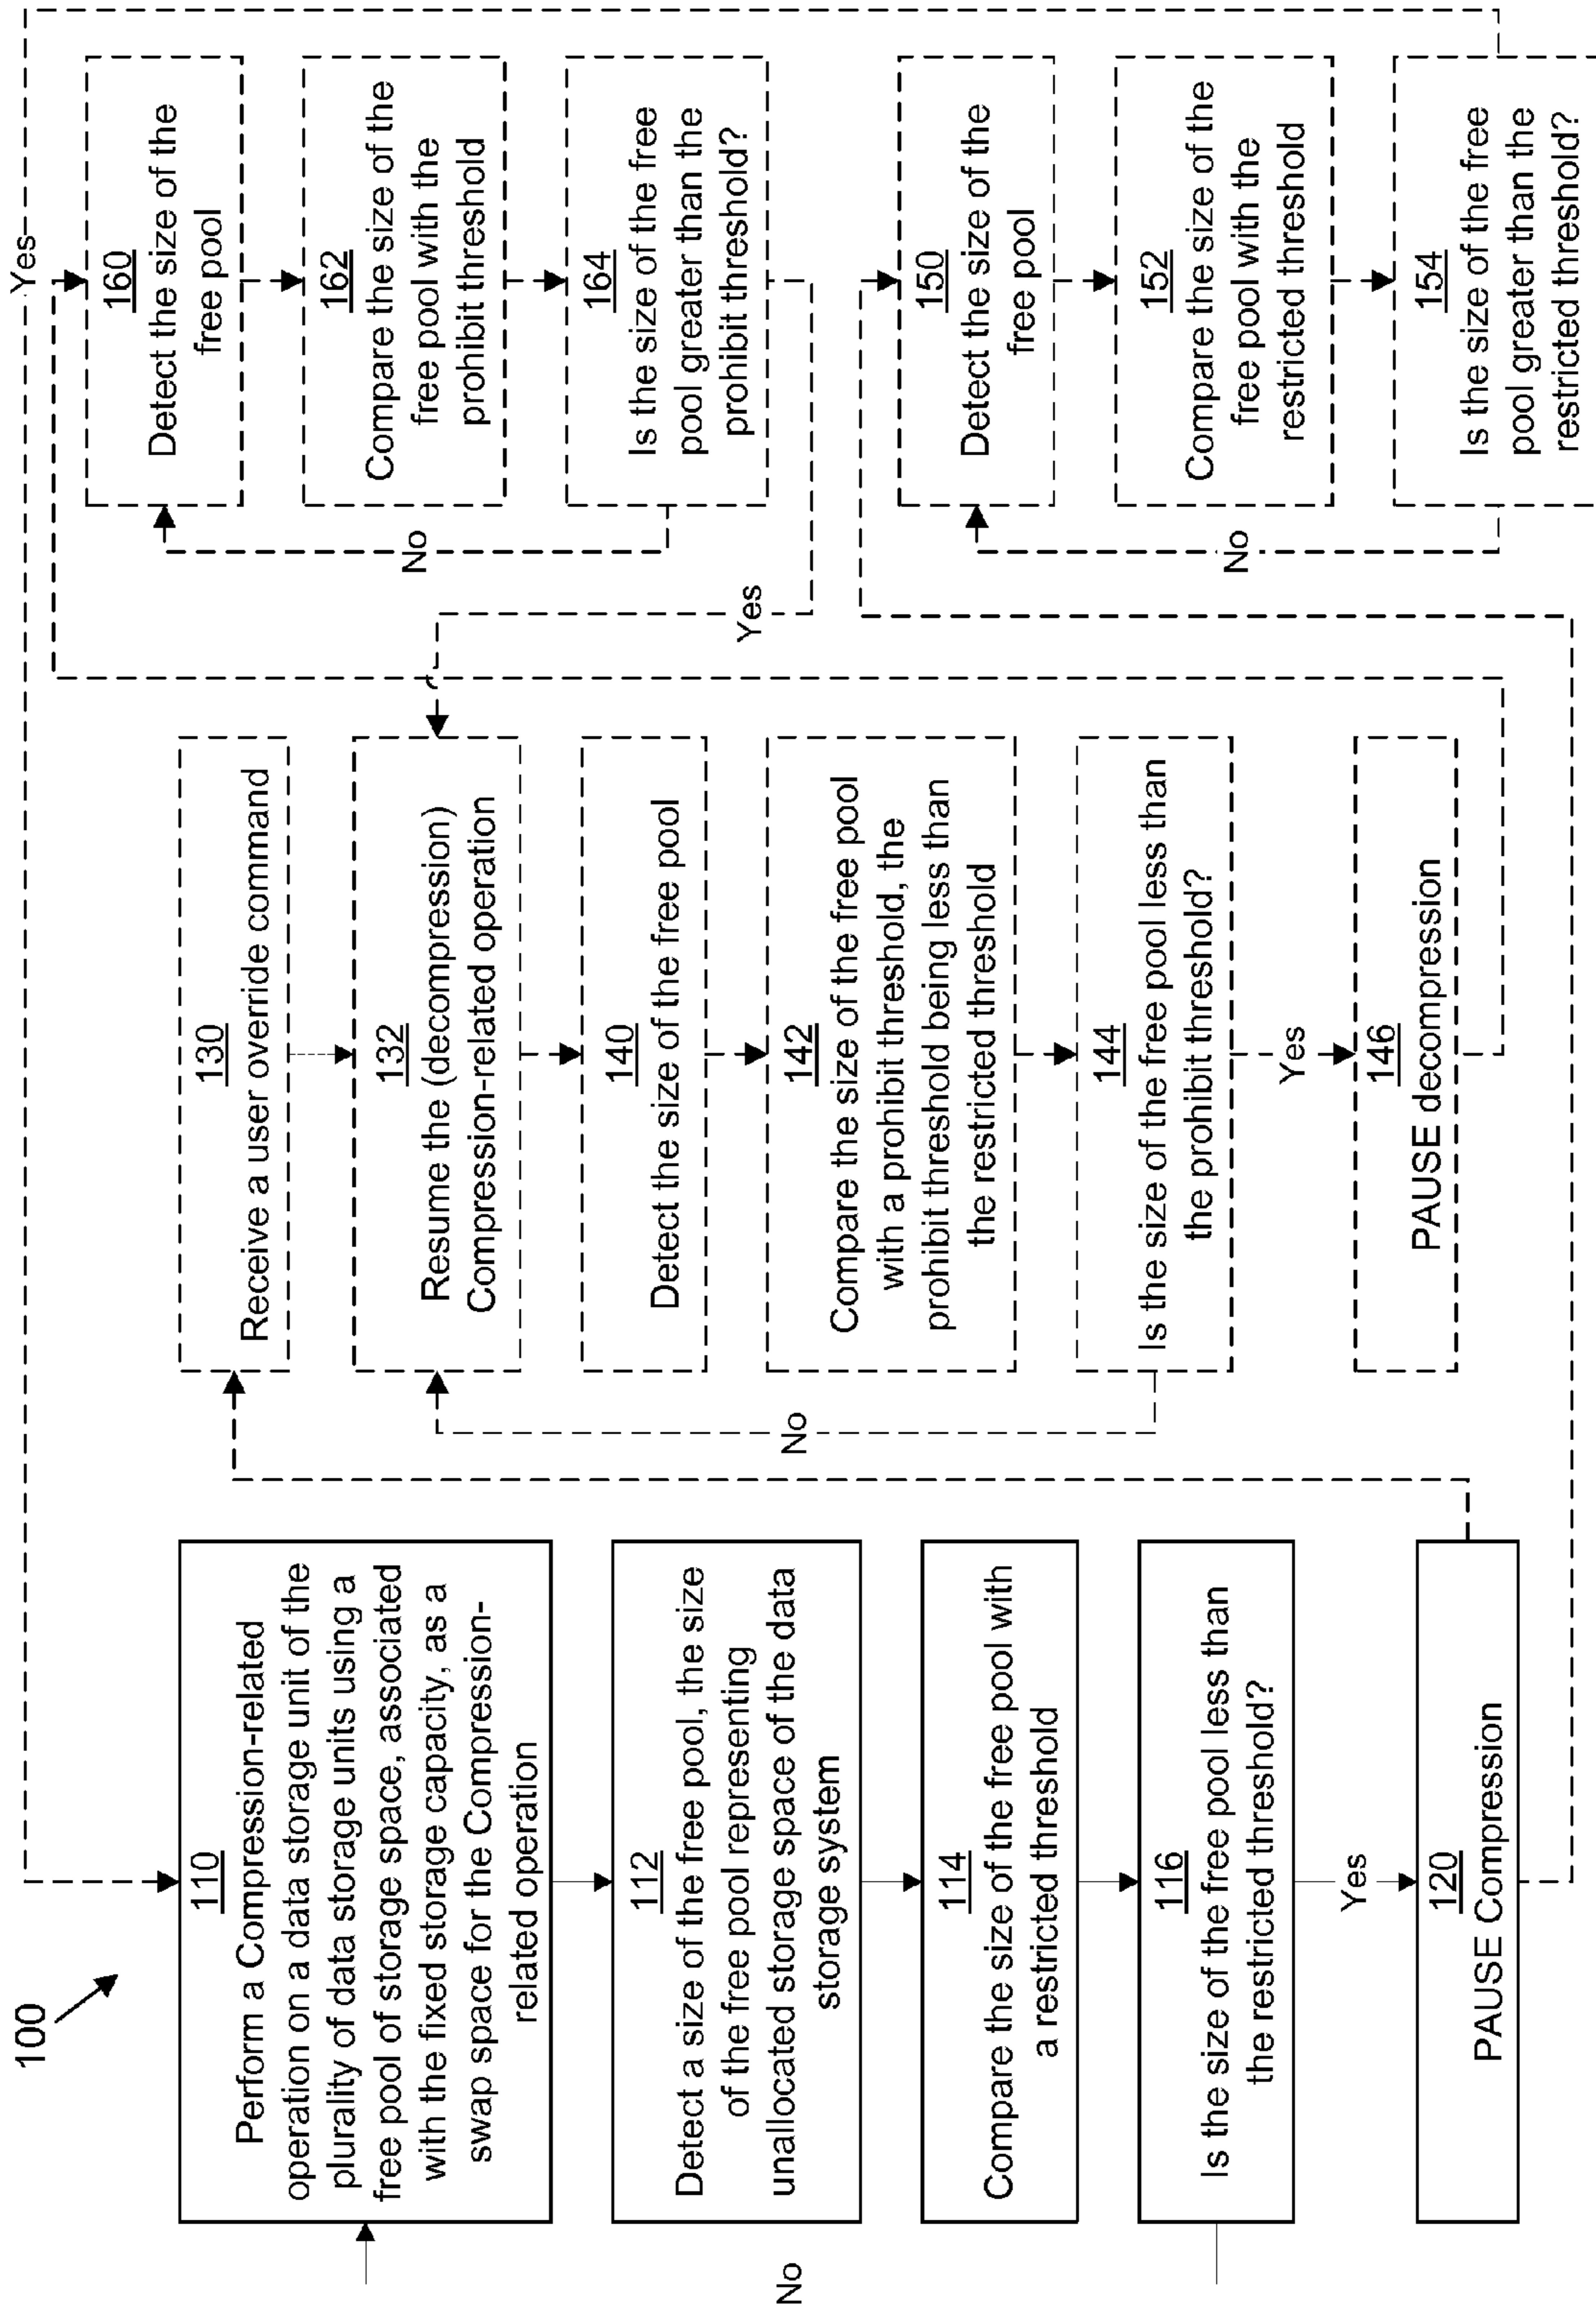 100
110
Perform a Compression-related
operation on a data storage unit of the
plurality of data storage units using a
free pool of storage space, associated
with the fixed storage capacity, as a
swap space for the Compression-
related operation
112
Detect a size of the free pool, the size
of the free pool representing
unallocated storage space of the data
storage system
114
Compare the size of the free pool with
a restricted threshold
116
Is the size of the free pool less than
the restricted threshold?
No
Yes
120
PAUSE Compression
130
Receive a user override command
132
Resume the (decompression)
Compression-related operation
140
Detect the size of the free pool
142
Compare the size of the free pool
with a prohibit threshold, the
prohibit threshold being less than
the restricted threshold
144
Is the size of the free pool less than
the prohibit threshold?
No
Yes
146
PAUSE decompression
Yes
160
Detect the size of the
free pool
162
Compare the size of the
free pool with the
prohibit threshold
164
Is the size of the free
pool greater than the
prohibit threshold?
No
Yes
150
Detect the size of the
free pool
152
Compare the size of the
free pool with the
restricted threshold
154
Is the size of the free
pool greater than the
restricted threshold?
No